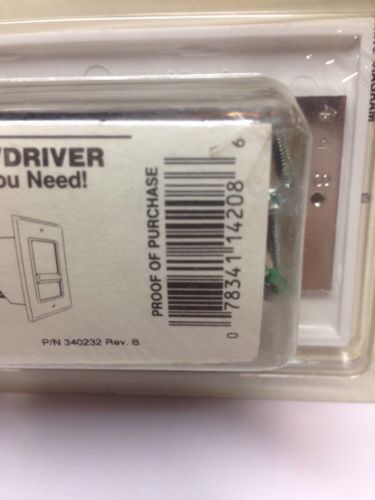 DRIVER
ou Need!
PROOF OF PURCHASE
0 78341 14208 6
P/N 340232 Rev. B